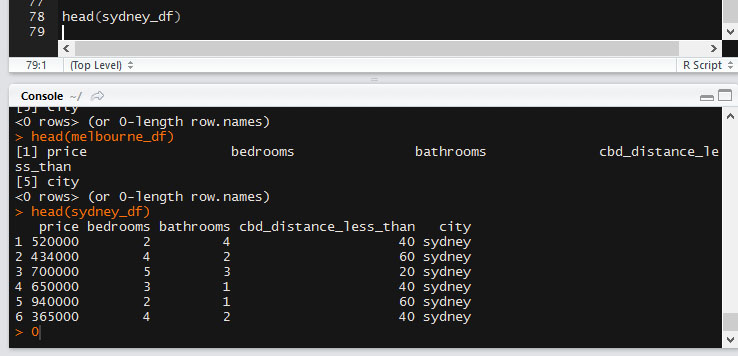 77
78 head(sydney_df)
79
79:1 (Top Level) R Script
Console ~/
[5] city
<0 rows> (or 0-length row.names)
> head(melbourne_df)
[1] price bedrooms bathrooms cbd_distance_le
ss_than
[5] city
<0 rows> (or 0-length row.names)
> head(sydney_df)
price bedrooms bathrooms cbd_distance_less_than city
1 520000 2 4 40 sydney
2 434000 4 2 60 sydney
3 700000 5 3 20 sydney
4 650000 3 1 40 sydney
5 940000 2 1 60 sydney
6 365000 4 2 40 sydney
> 0